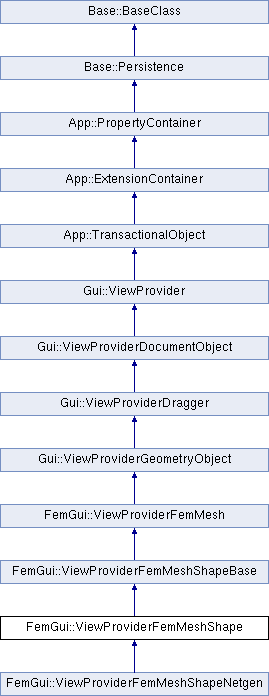 Base::BaseClass
Base::Persistence
App::PropertyContainer
App::ExtensionContainer
App::TransactionalObject
Gui::ViewProvider
Gui::ViewProviderDocumentObject
Gui::ViewProviderDragger
Gui::ViewProviderGeometryObject
FemGui::ViewProviderFemMesh
FemGui::ViewProviderFemMeshShapeBase
FemGui::ViewProviderFemMeshShape
FemGui::ViewProviderFemMeshShapeNetgen